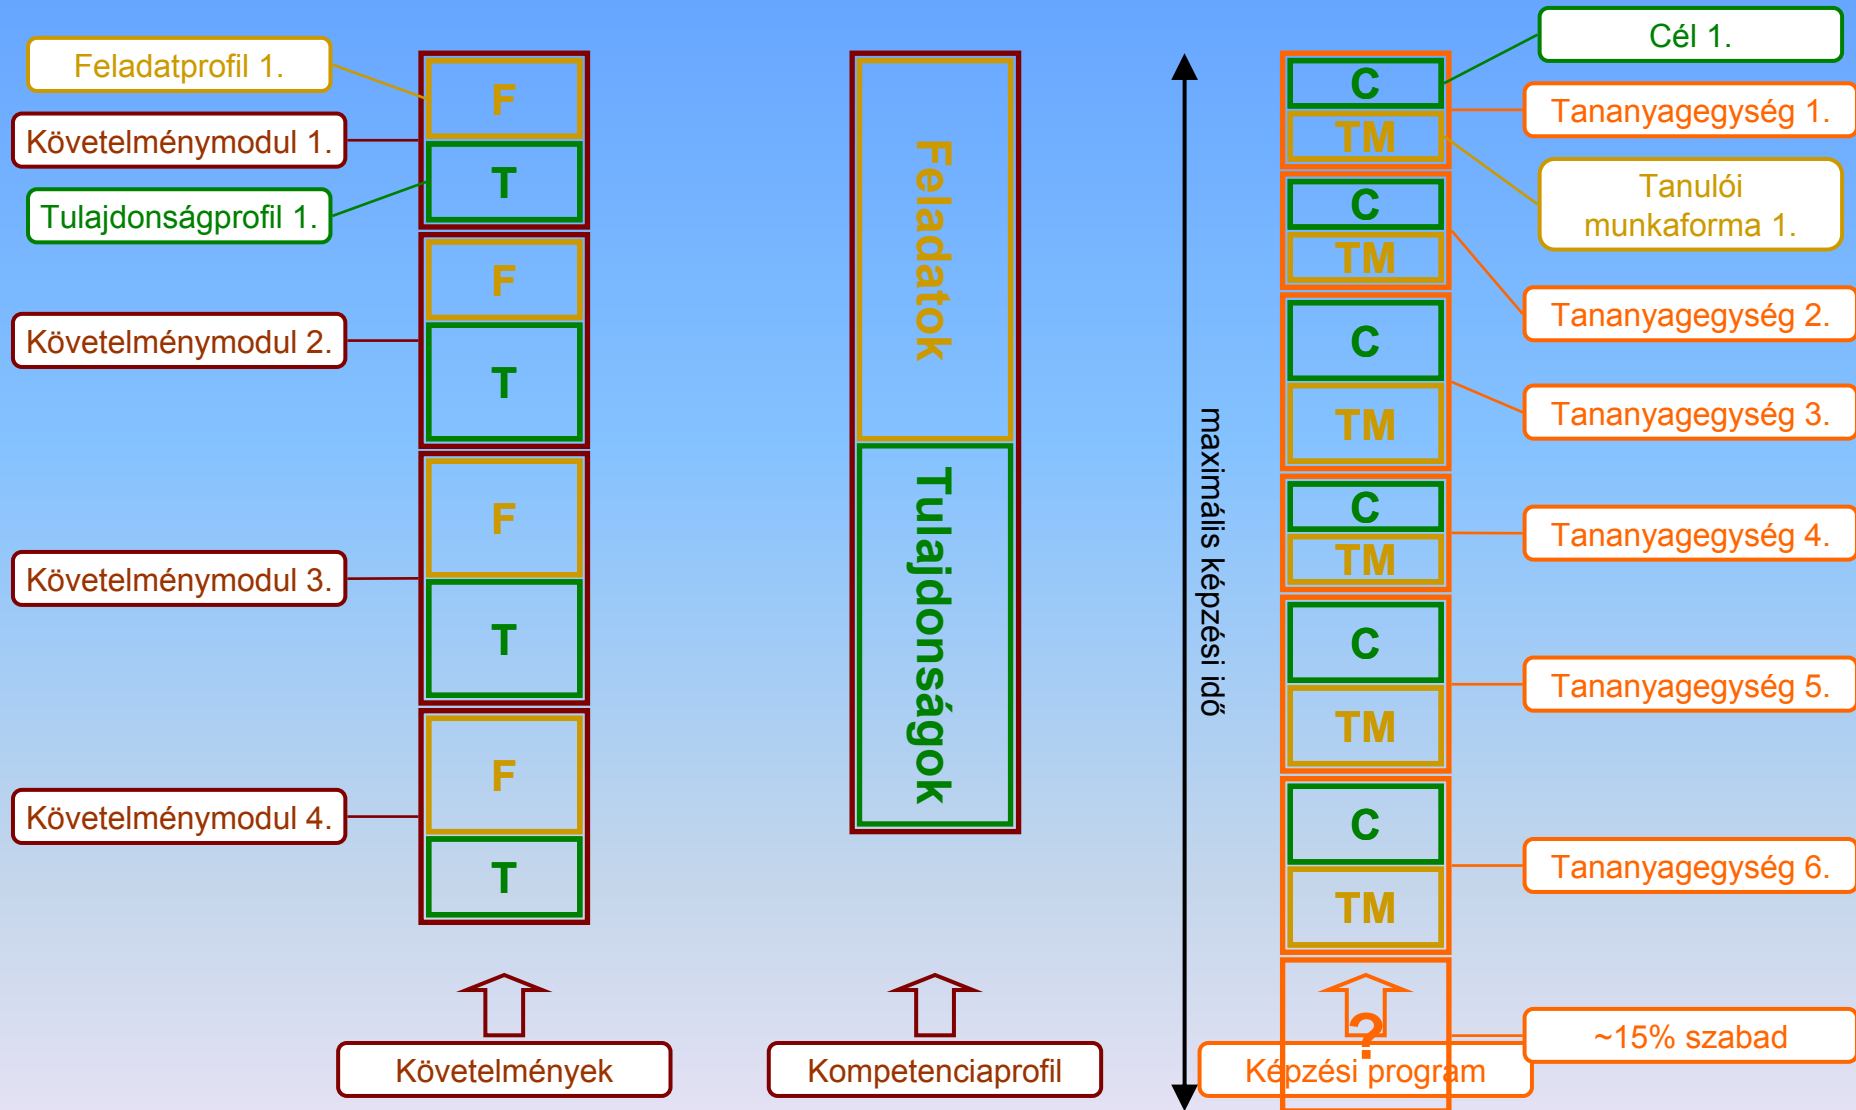 Feladatprofil 1.
Követelménymodul 1.
Tulajdonságprofil 1.
Követelménymodul 2.
Követelménymodul 3.
Követelménymodul 4.
F
T
F
T
F
T
F
T
Követelmények
Feladatok
Tulajdonságok
Kompetenciaprofil
maximális képzési idő
C
TM
C
TM
C
TM
C
TM
C
TM
C
TM
?
Képzési program
Cél 1.
Tananyagegység 1.
Tanulói
munkaforma 1.
Tananyagegység 2.
Tananyagegység 3.
Tananyagegység 4.
Tananyagegység 5.
Tananyagegység 6.
~15% szabad